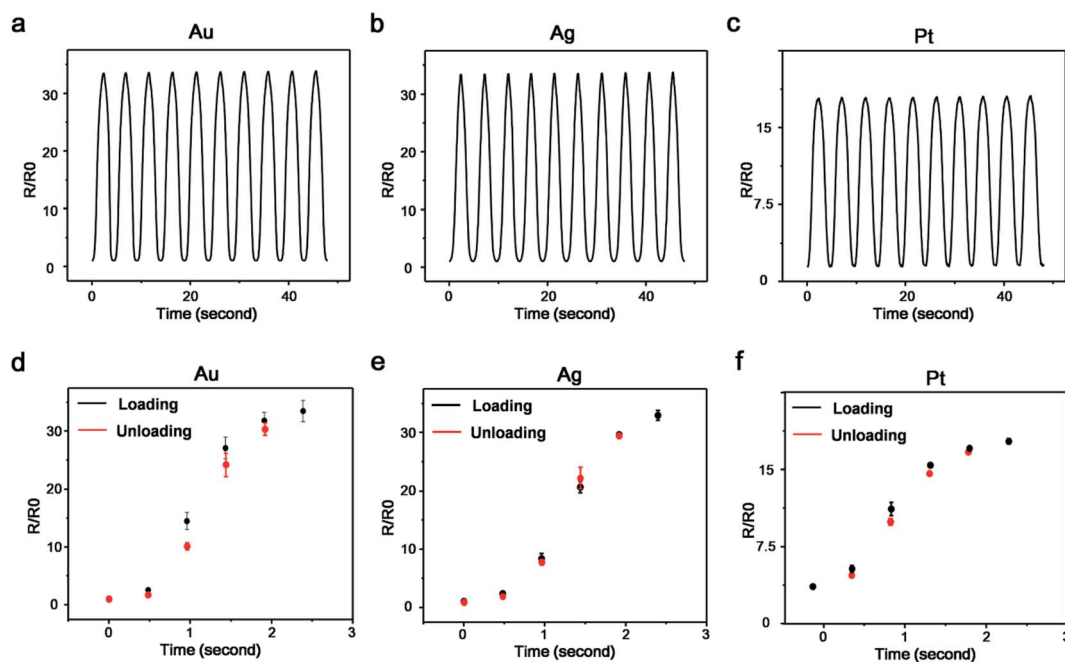 a
Au
R/R0
30
20
10
0
0 20 40
Time (second)
b
Ag
R/R0
30
20
10
0
0 20 40
Time (second)
c
Pt
R/R0
15
7.5
0
0 20 40
Time (second)
d
Au
Loading
Unloading
R/R0
30
20
10
0
0 1 2 3
Time (second)
e
Ag
Loading
Unloading
R/R0
30
20
10
0
0 1 2 3
Time (second)
f
Pt
Loading
Unloading
R/R0
15
7.5
0
0 1 2 3
Time (second)